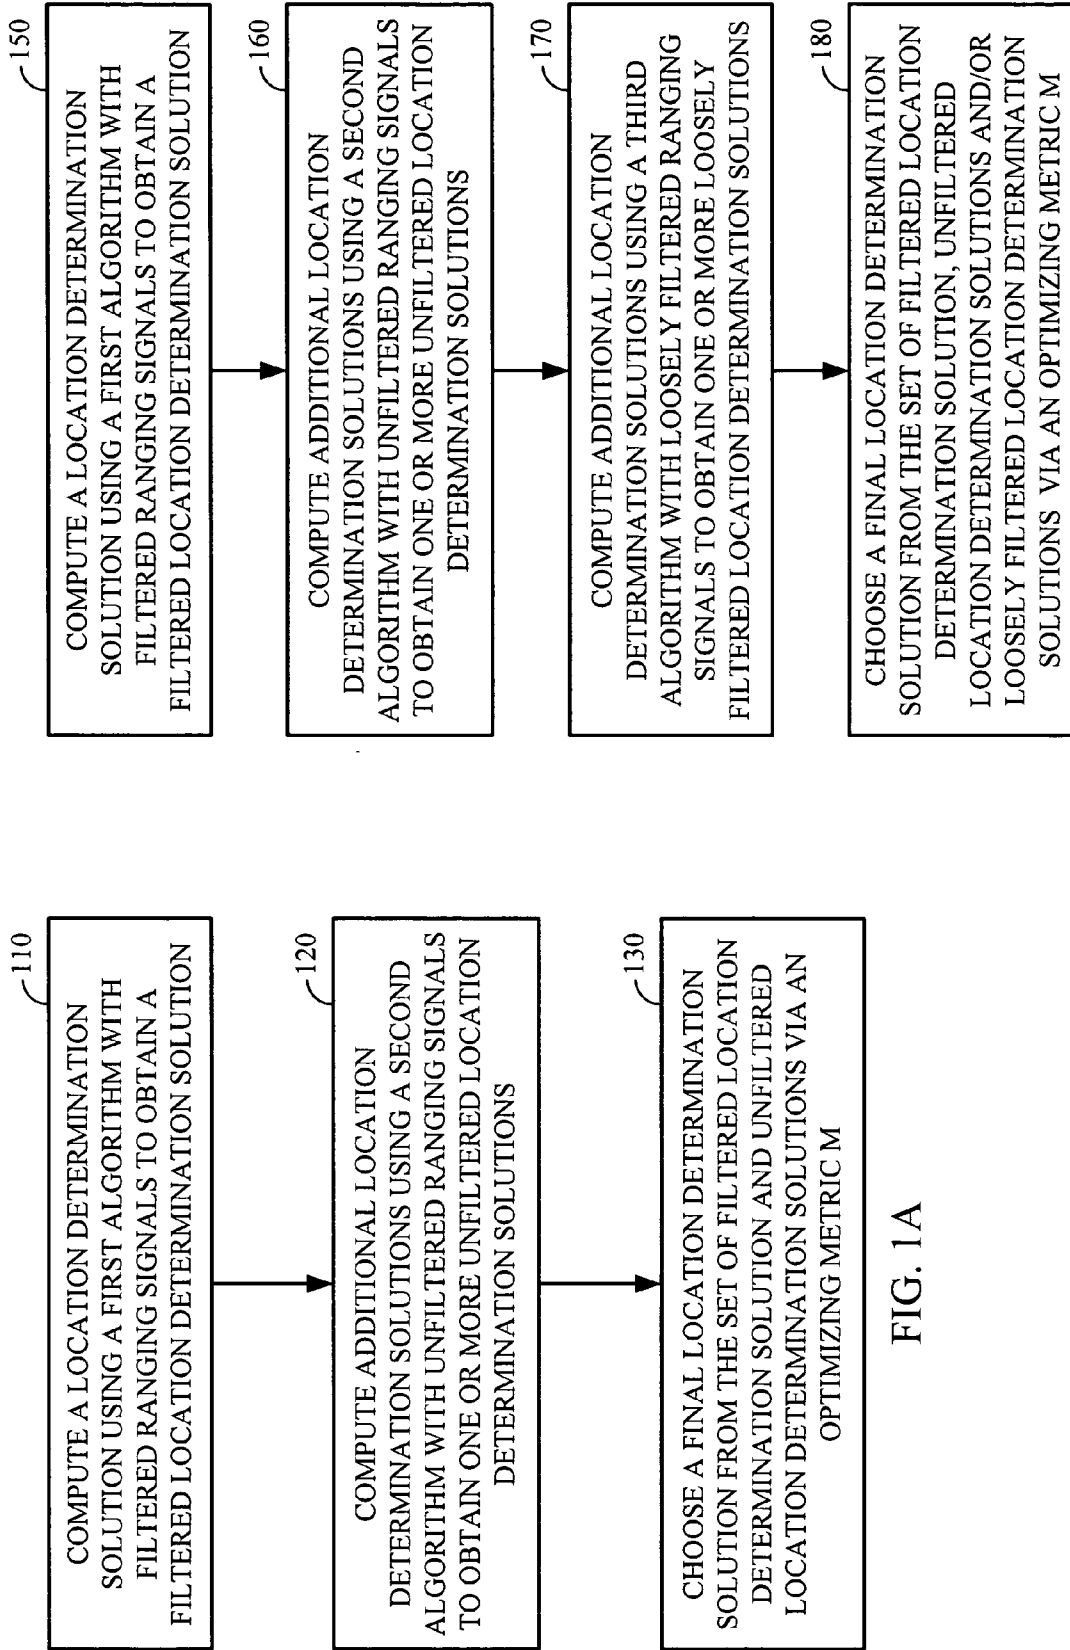 110
COMPUTE A LOCATION DETERMINATION
SOLUTION USING A FIRST ALGORITHM WITH
FILTERED RANGING SIGNALS TO OBTAIN A
FILTERED LOCATION DETERMINATION SOLUTION
120
COMPUTE ADDITIONAL LOCATION
DETERMINATION SOLUTIONS USING A SECOND
ALGORITHM WITH UNFILTERED RANGING SIGNALS
TO OBTAIN ONE OR MORE UNFILTERED LOCATION
DETERMINATION SOLUTIONS
130
CHOOSE A FINAL LOCATION DETERMINATION
SOLUTION FROM THE SET OF FILTERED LOCATION
DETERMINATION SOLUTION AND UNFILTERED
LOCATION DETERMINATION SOLUTIONS VIA AN
OPTIMIZING METRIC M
FIG. 1A
150
COMPUTE A LOCATION DETERMINATION
SOLUTION USING A FIRST ALGORITHM WITH
FILTERED RANGING SIGNALS TO OBTAIN A
FILTERED LOCATION DETERMINATION SOLUTION
160
COMPUTE ADDITIONAL LOCATION
DETERMINATION SOLUTIONS USING A SECOND
ALGORITHM WITH UNFILTERED RANGING SIGNALS
TO OBTAIN ONE OR MORE UNFILTERED LOCATION
DETERMINATION SOLUTIONS
170
COMPUTE ADDITIONAL LOCATION
DETERMINATION SOLUTIONS USING A THIRD
ALGORITHM WITH LOOSELY FILTERED RANGING
SIGNALS TO OBTAIN ONE OR MORE LOOSELY
FILTERED LOCATION DETERMINATION SOLUTIONS
180
CHOOSE A FINAL LOCATION DETERMINATION
SOLUTION FROM THE SET OF FILTERED LOCATION
DETERMINATION SOLUTION, UNFILTERED
LOCATION DETERMINATION SOLUTIONS AND/OR
LOOSELY FILTERED LOCATION DETERMINATION
SOLUTIONS VIA AN OPTIMIZING METRIC M